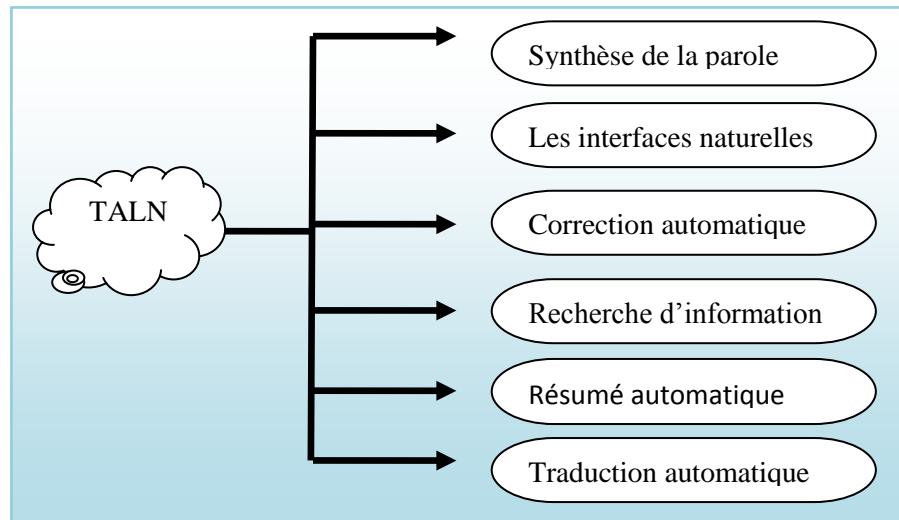 Synthèse de la parole
Les interfaces naturelles
TALN
Correction automatique
Recherche d’information
Résumé automatique
Traduction automatique